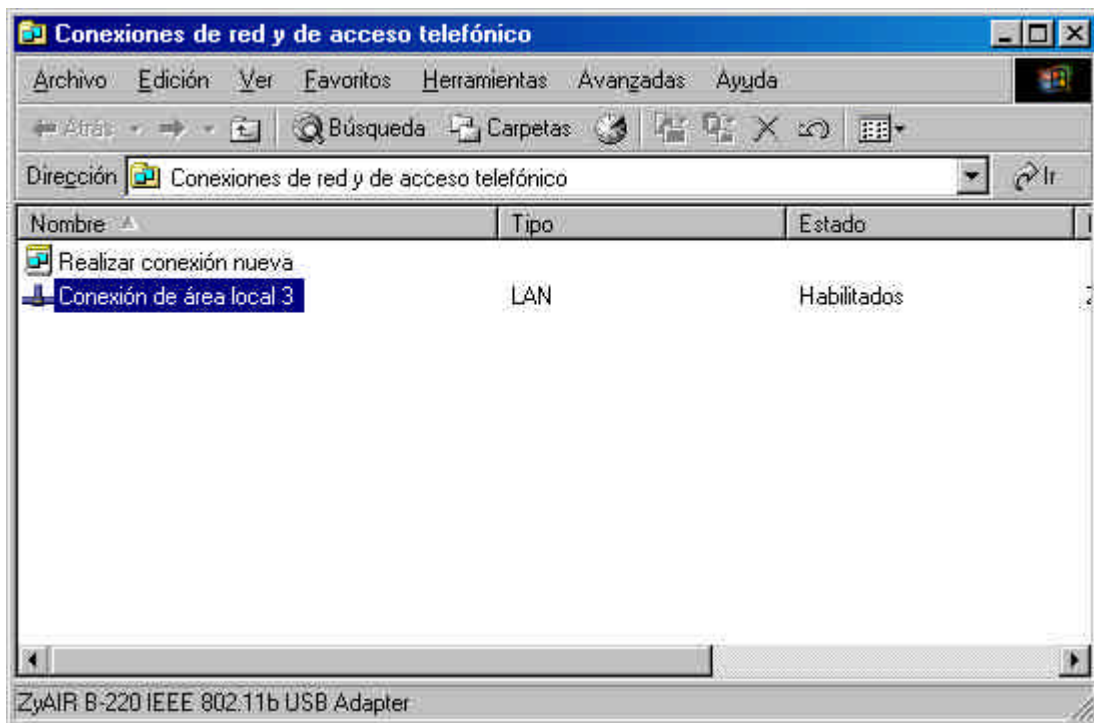 Conexiones de red y de acceso telefónico
Archivo Edición Ver Favoritos Herramientas Avanzadas Ayuda
Atrás Búsqueda Carpetas
Dirección Conexiones de red y de acceso telefónico Ir
Nombre Tipo Estado
Realizar conexión nueva
Conexión de área local 3 LAN Habilitados
ZyAIR B-220 IEEE 802.11b USB Adapter